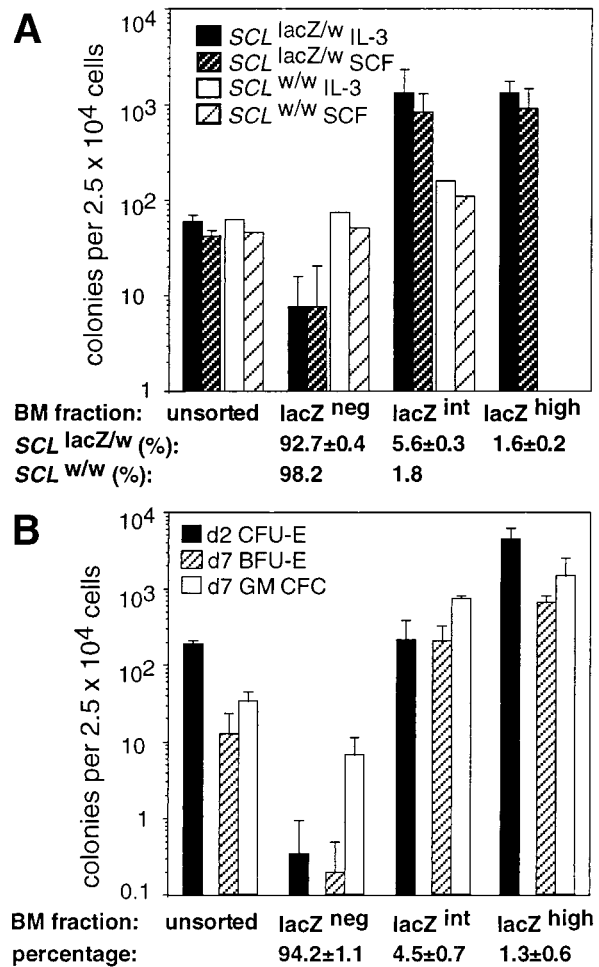 A
10⁴
10³
10²
10
1
colonies per 2.5 x 10⁴ cells
SCL lacZ/w IL-3
SCL lacZ/w SCF
SCL w/w IL-3
SCL w/w SCF
BM fraction: unsorted lacZ neg lacZ int lacZ high
SCL lacZ/w (%): 92.7±0.4 5.6±0.3 1.6±0.2
SCL w/w (%): 98.2 1.8
B
10⁴
10³
10²
10
1
0.1
colonies per 2.5 x 10⁴ cells
d2 CFU-E
d7 BFU-E
d7 GM CFC
BM fraction: unsorted lacZ neg lacZ int lacZ high
percentage: 94.2±1.1 4.5±0.7 1.3±0.6